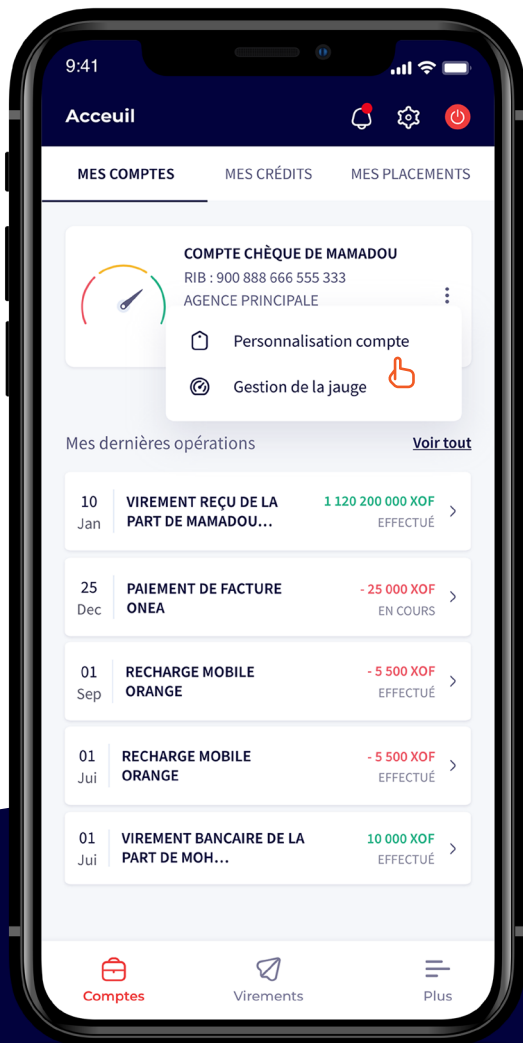 9:41
Acceuil
MES COMPTES
MES CRÉDITS
MES PLACEMENTS
COMPTE CHÈQUE DE MAMADOU
RIB : 900 888 666 555 333
AGENCE PRINCIPALE
Personnalisation compte
Gestion de la jauge
Mes dernières opérations
Voir tout
10
Jan
VIREMENT REÇU DE LA
PART DE MAMADOU...
1 120 200 000 XOF
EFFECTUÉ
25
Dec
PAIEMENT DE FACTURE
ONEA
- 25 000 XOF
EN COURS
01
Sep
RECHARGE MOBILE
ORANGE
- 5 500 XOF
EFFECTUÉ
01
Jui
RECHARGE MOBILE
ORANGE
- 5 500 XOF
EFFECTUÉ
01
Jui
VIREMENT BANCAIRE DE LA
PART DE MOH...
10 000 XOF
EFFECTUÉ
Comptes
Virements
Plus